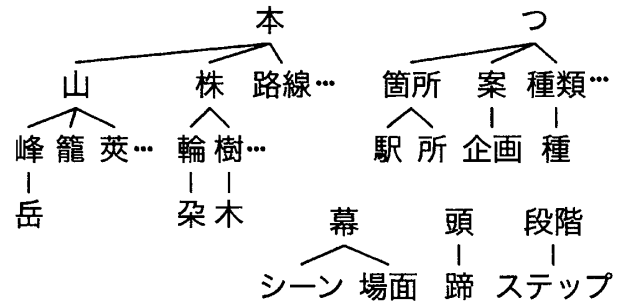 本 つ
山 株 路線… 箇所 案 種類…
峰 籠 莢… 輪 樹… 駅 所 企画 種
岳 朶 木
幕 頭 段階
シーン 場面 蹄 ステップ